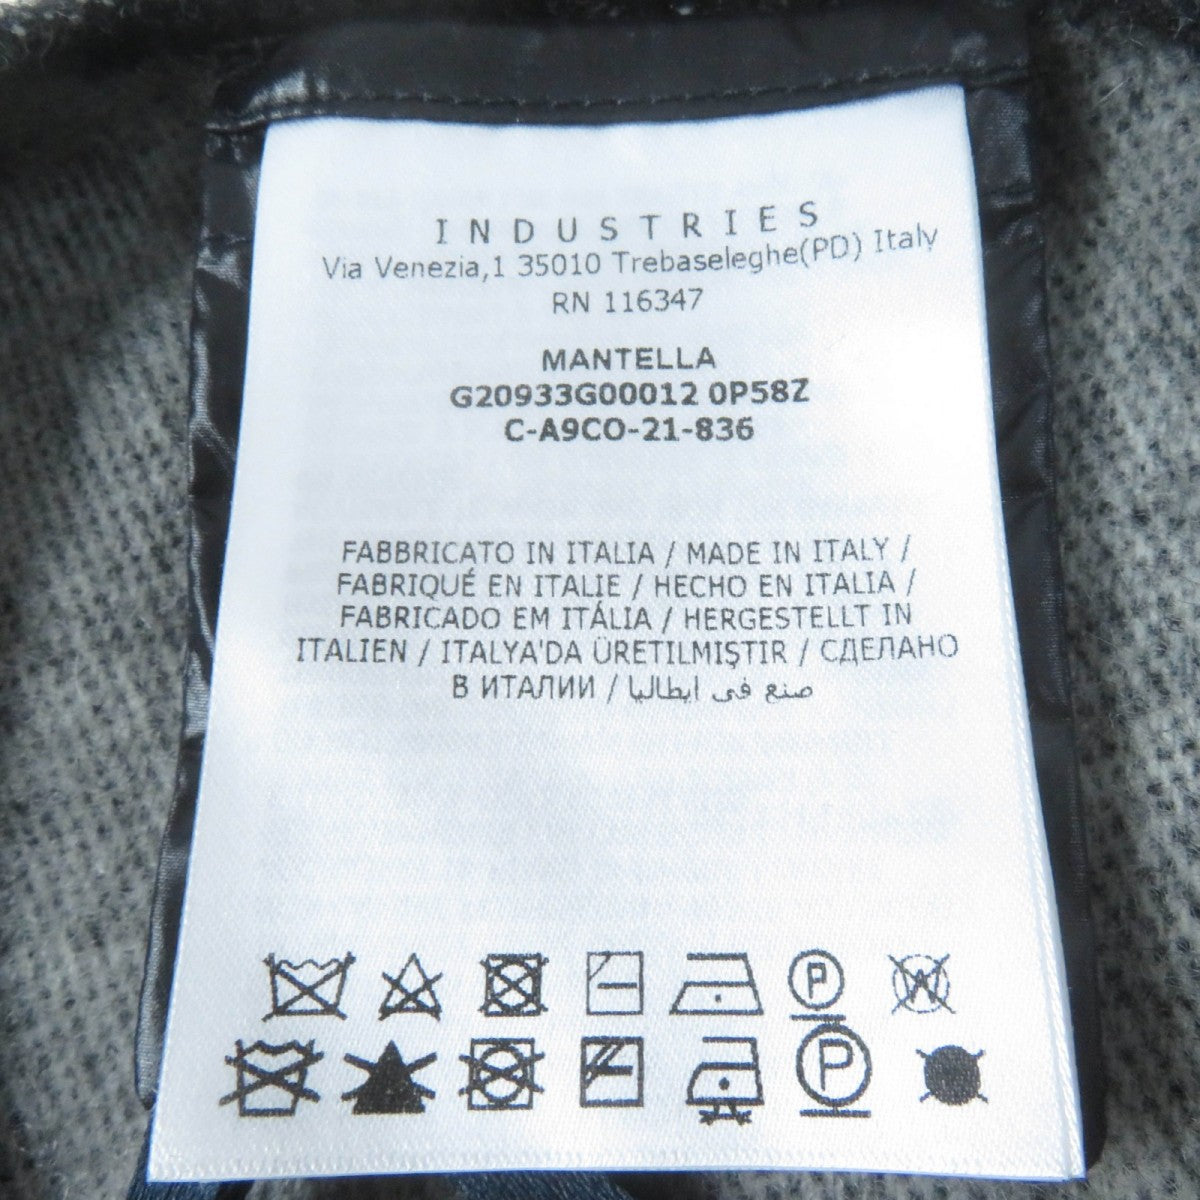 INDUSTRIES
Via Venezia,1 35010 Trebaseleghe(PD) Italy
RN 116347
MANTELLA
G20933G00012 0P58Z
C-A9CO-21-836
FABBRICATO IN ITALIA / MADE IN ITALY /
FABRIQUÉ EN ITALIE / HECHO EN ITALIA /
FABRICADO EM ITÁLIA / HERGESTELLT IN
ITALIEN / ITALYA'DA ÜRETILMIŞTIR / СДЕЛАНО
В ИТАЛИИ / صنع في ايطاليا
P W
P